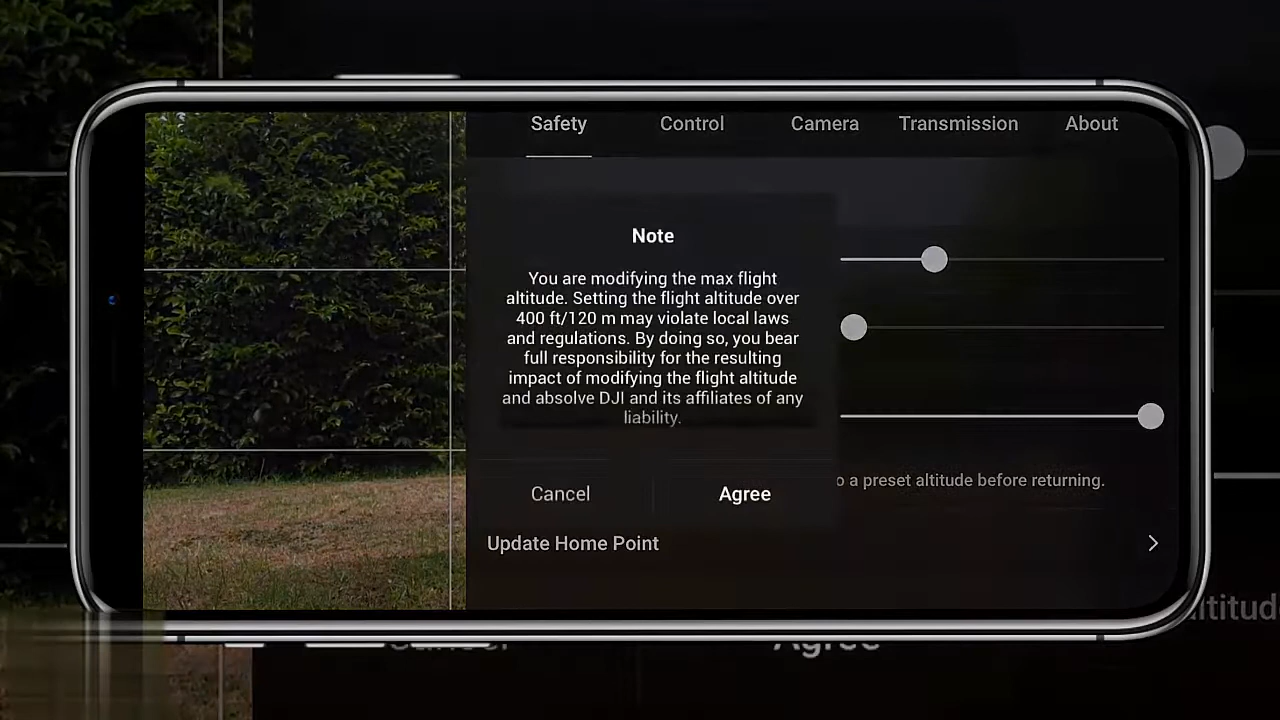 Safety Control Camera Transmission About
Note
You are modifying the max flight
altitude. Setting the flight altitude over
400 ft/120 m may violate local laws
and regulations. By doing so, you bear
full responsibility for the resulting
impact of modifying the flight altitude
and absolve DJI and its affiliates of any
liability.
o a preset altitude before returning.
Cancel Agree
Update Home Point
altitud
Cancel Agree